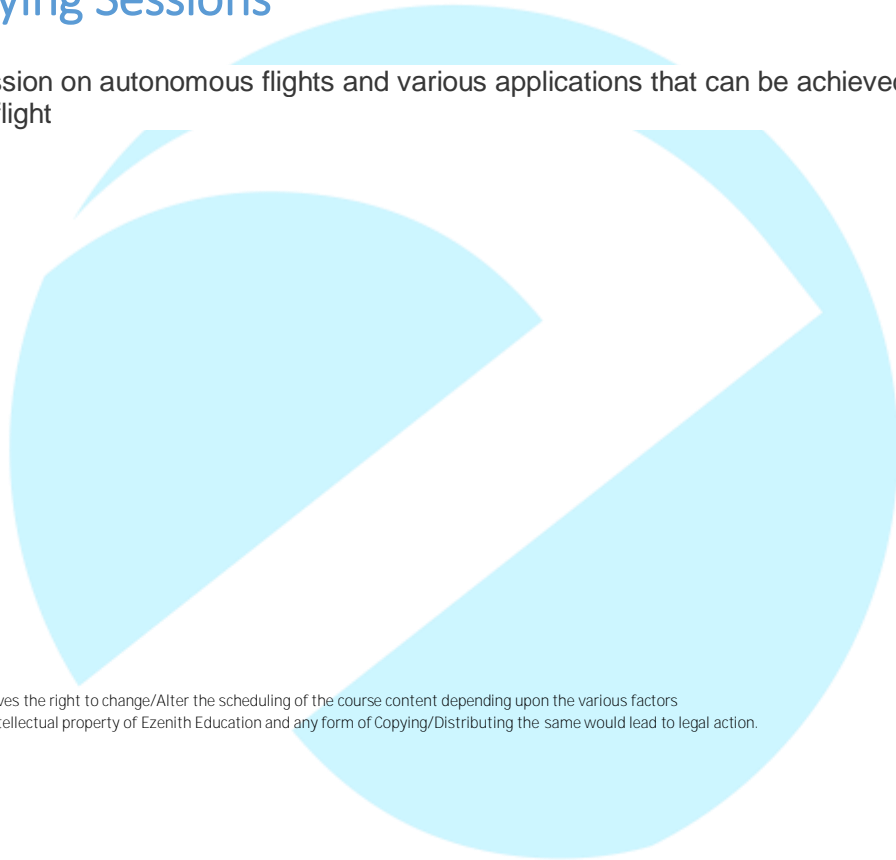 ying Sessions
ssion on autonomous flights and various applications that can be achieved
light
ves the right to change/Alter the scheduling of the course content depending upon the various factors
tellectual property of Ezenith Education and any form of Copying/Distributing the same would lead to legal action.